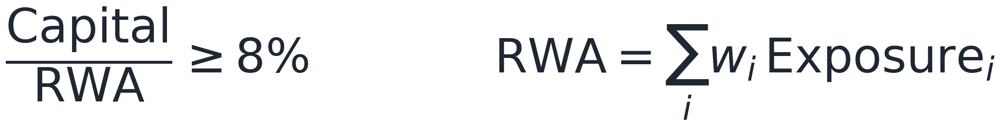 Capital / RWA ≥ 8%
RWA = ∑_i w_i Exposure_i